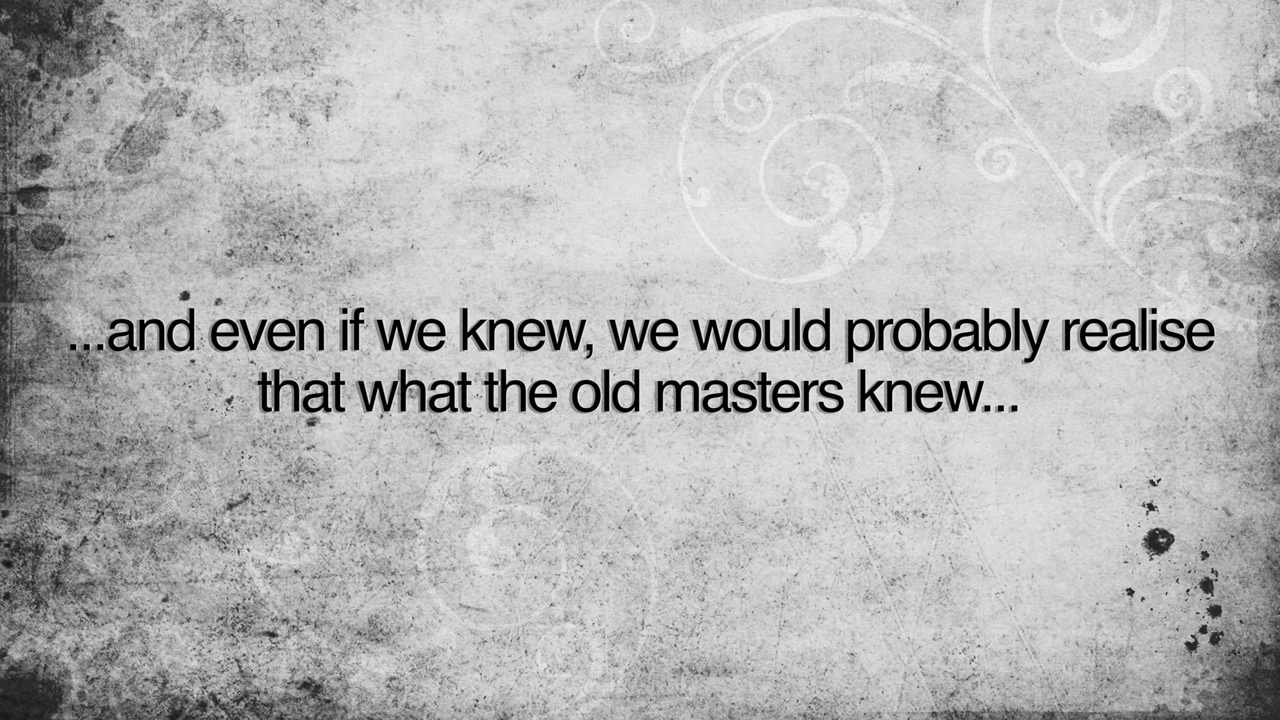 ...and even if we knew, we would probably realise
that what the old masters knew...